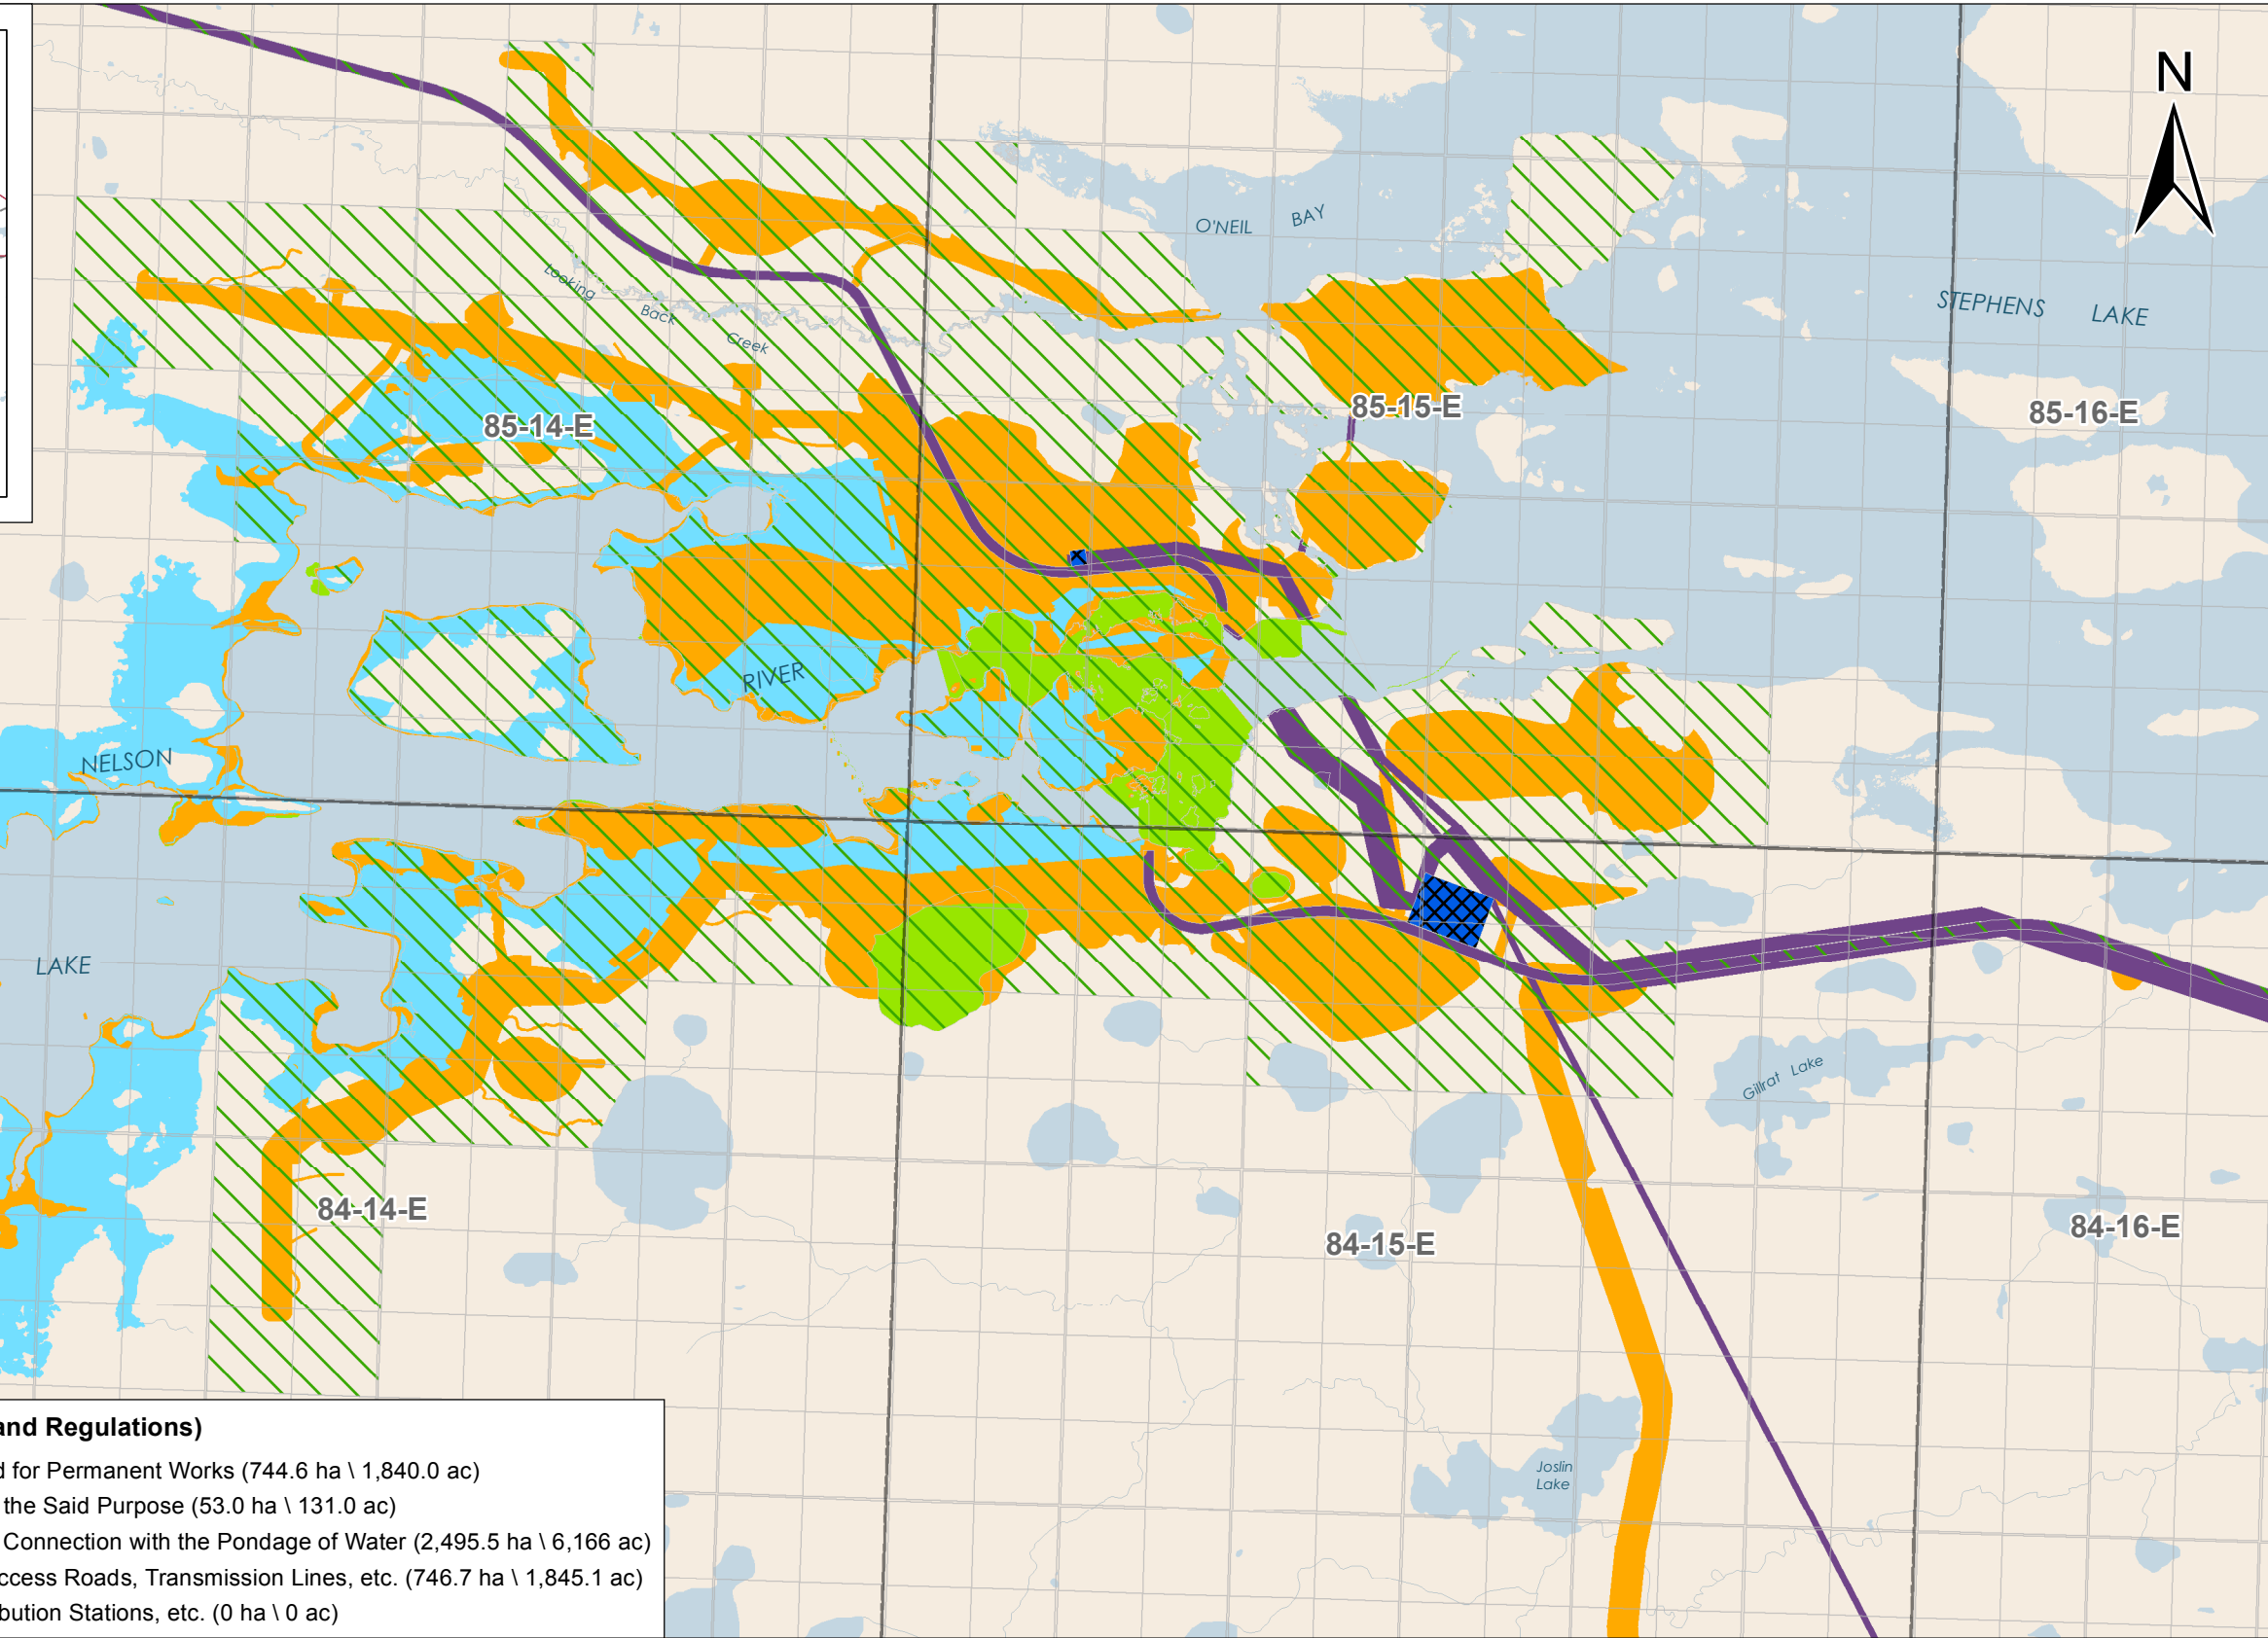 N
O'NEIL BAY
STEPHENS LAKE
Looking Back Creek
85-14-E
85-15-E
85-16-E
RIVER
NELSON
LAKE
Gillrat Lake
84-14-E
84-15-E
84-16-E
Joslin
Lake
and Regulations)
for Permanent Works (744.6 ha \ 1,840.0 ac)
the Said Purpose (53.0 ha \ 131.0 ac)
Connection with the Pondage of Water (2,495.5 ha \ 6,166 ac)
ccess Roads, Transmission Lines, etc. (746.7 ha \ 1,845.1 ac)
bution Stations, etc. (0 ha \ 0 ac)